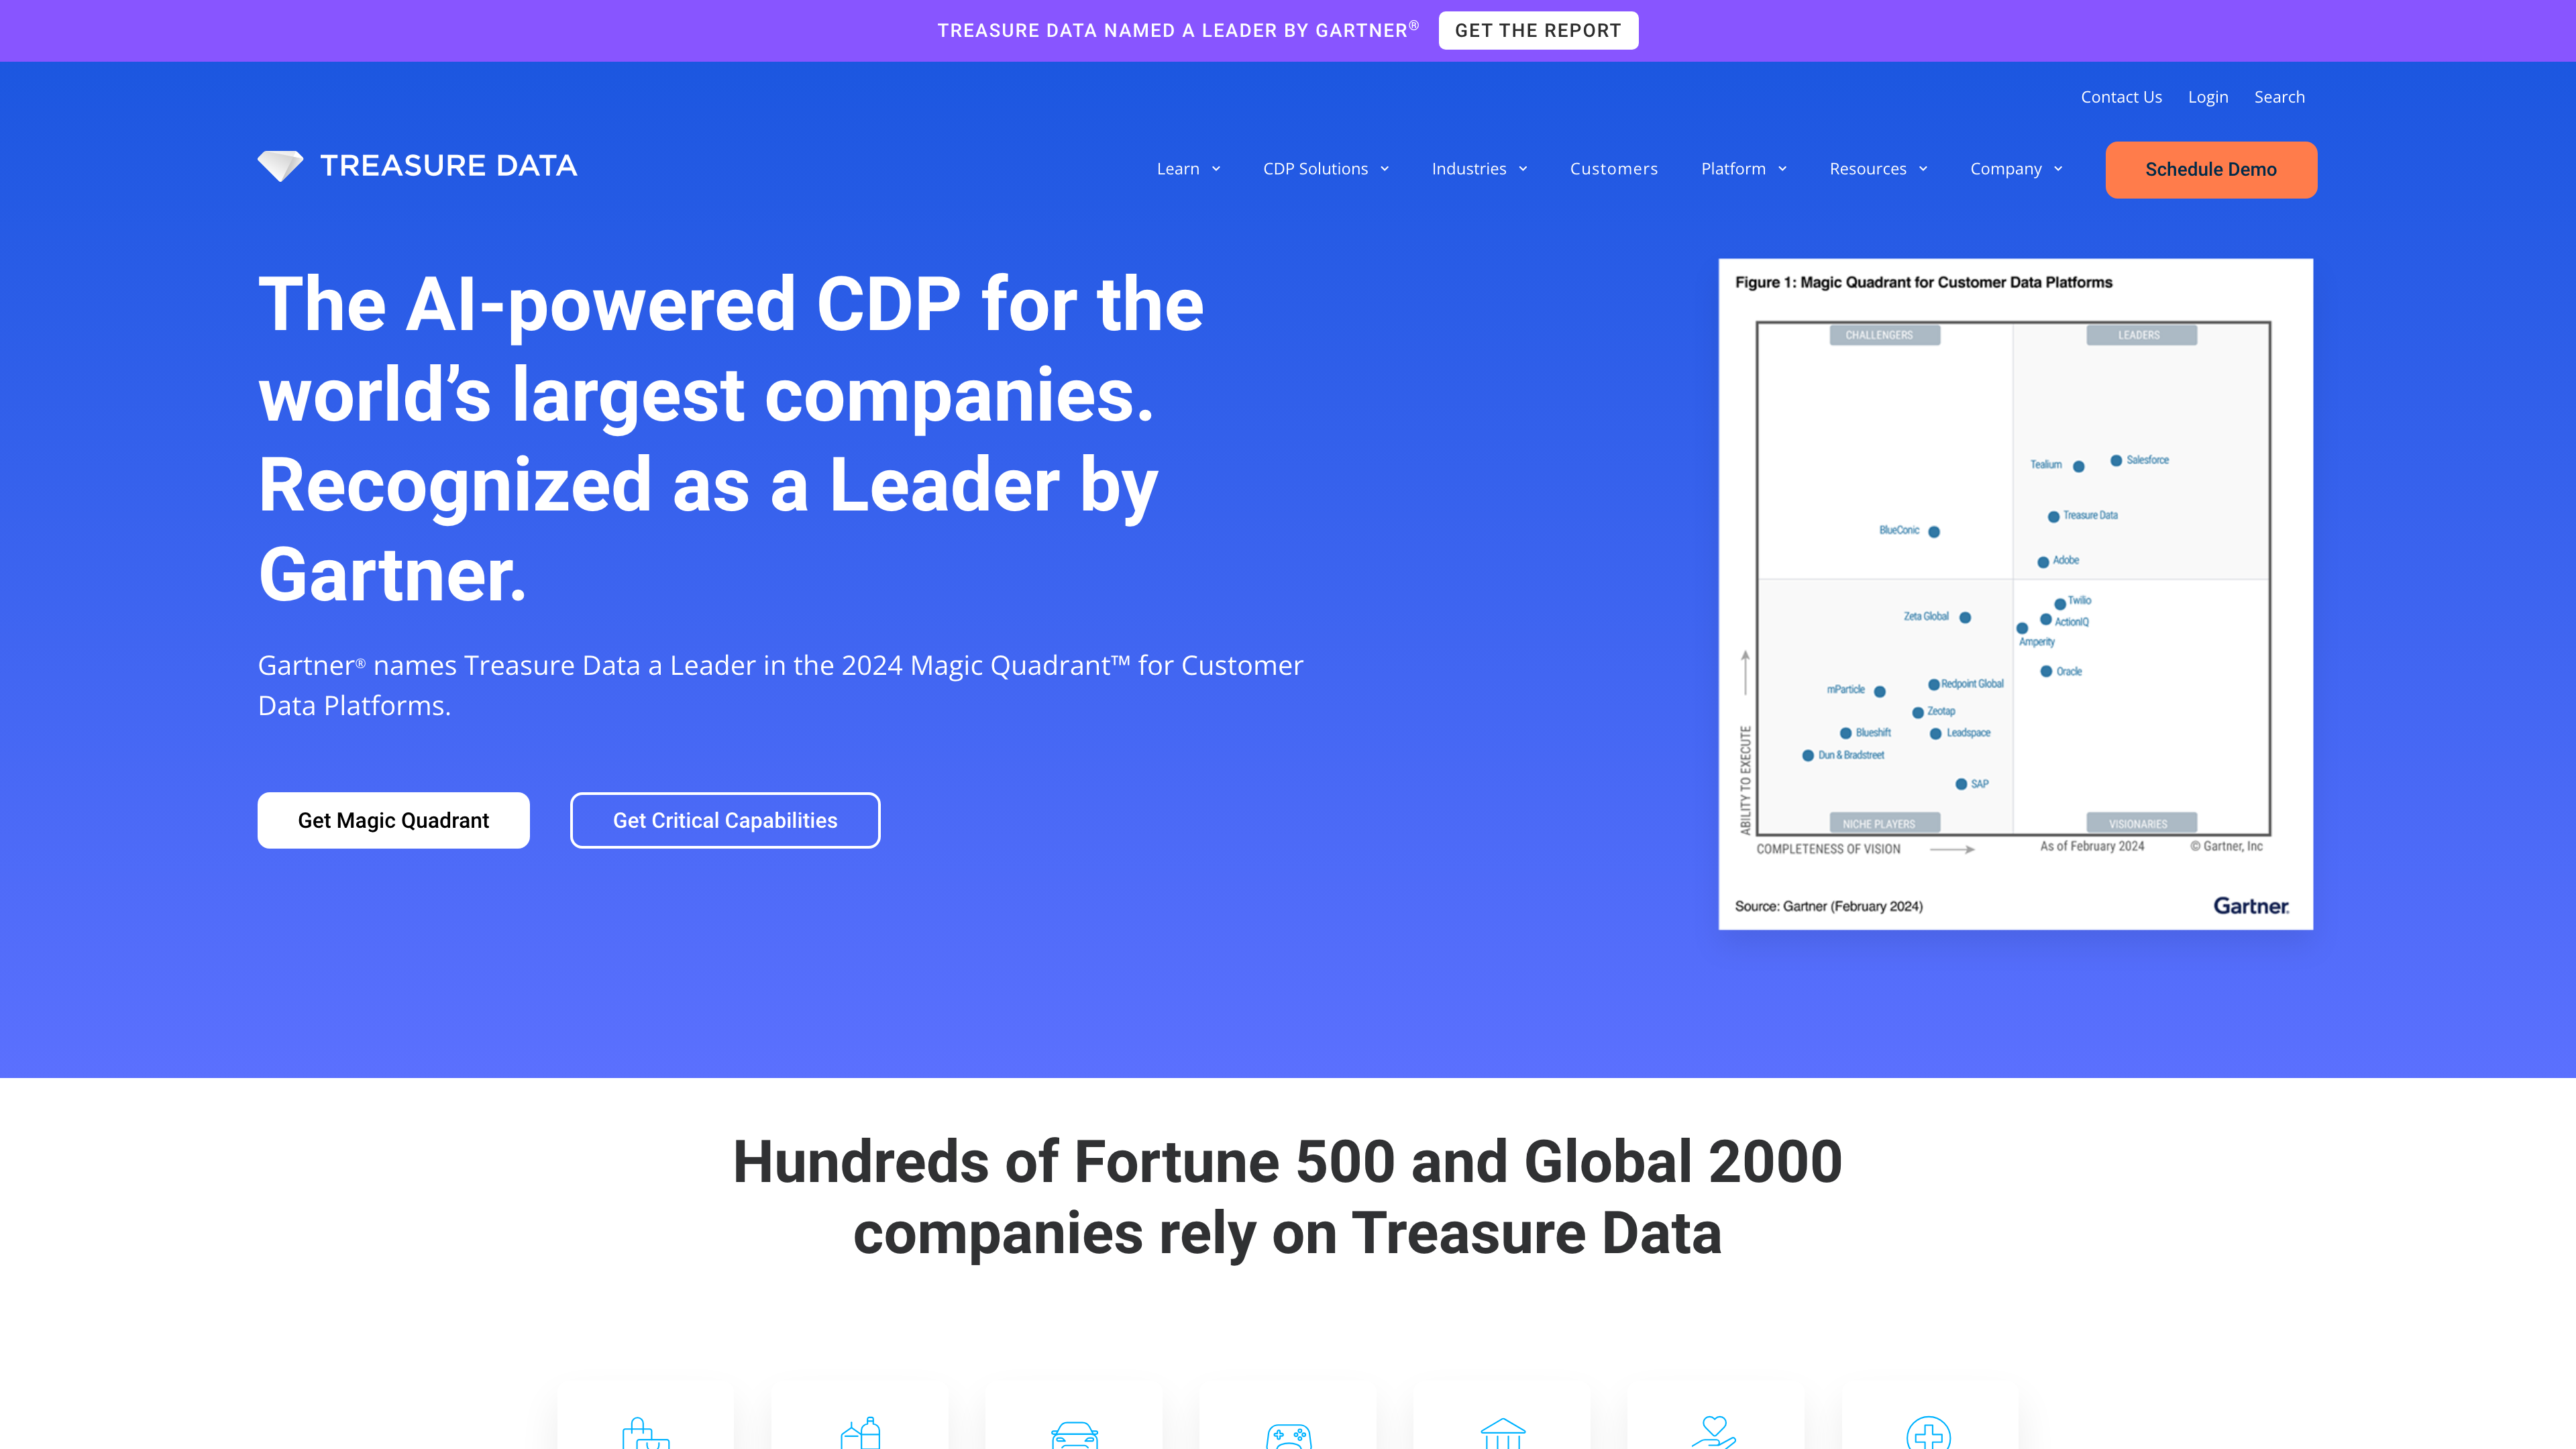 TREASURE DATA NAMED A LEADER BY GARTNER® GET THE REPORT
Contact Us Login Search
TREASURE DATA
Learn CDP Solutions Industries Customers Platform Resources Company Schedule Demo
The AI-powered CDP for the
world’s largest companies.
Recognized as a Leader by
Gartner.
Gartner® names Treasure Data a Leader in the 2024 Magic Quadrant™ for Customer
Data Platforms.
Get Magic Quadrant Get Critical Capabilities
Figure 1: Magic Quadrant for Customer Data Platforms
CHALLENGERS LEADERS
Tealium Salesforce
Treasure Data
BlueConic
Adobe
Twilio
Zeta Global
ActionIQ
Amperity
Oracle
mParticle Redpoint Global
Zeotap
Blueshift Leadspace
Dun & Bradstreet
SAP
NICHE PLAYERS VISIONARIES
ABILITY TO EXECUTE
COMPLETENESS OF VISION As of February 2024 © Gartner, Inc
Source: Gartner (February 2024) Gartner.
Hundreds of Fortune 500 and Global 2000
companies rely on Treasure Data